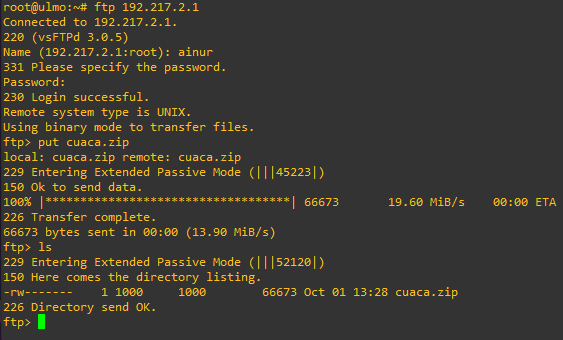 root@ulmo:~# ftp 192.217.2.1
Connected to 192.217.2.1.
220 (vsFTPd 3.0.5)
Name (192.217.2.1:root): ainur
331 Please specify the password.
Password:
230 Login successful.
Remote system type is UNIX.
Using binary mode to transfer files.
ftp> put cuaca.zip
local: cuaca.zip remote: cuaca.zip
229 Entering Extended Passive Mode (|||45223|)
150 Ok to send data.
100% |***********************************| 66673       19.60 MiB/s    00:00 ETA
226 Transfer complete.
66673 bytes sent in 00:00 (13.90 MiB/s)
ftp> ls
229 Entering Extended Passive Mode (|||52120|)
150 Here comes the directory listing.
-rw-------    1 1000     1000        66673 Oct 01 13:28 cuaca.zip
226 Directory send OK.
ftp>